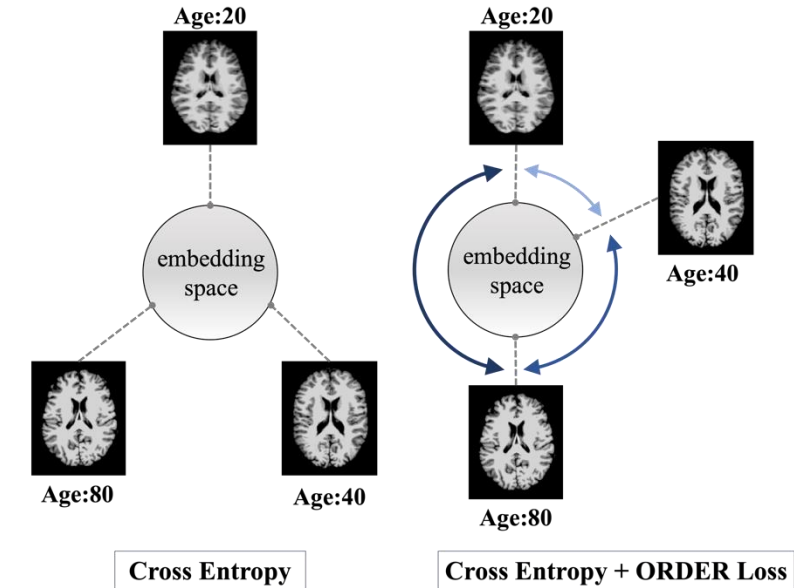 Age:20
embedding
space
Age:80
Age:40
Cross Entropy
Age:20
embedding
space
Age:40
Age:80
Cross Entropy + ORDER Loss